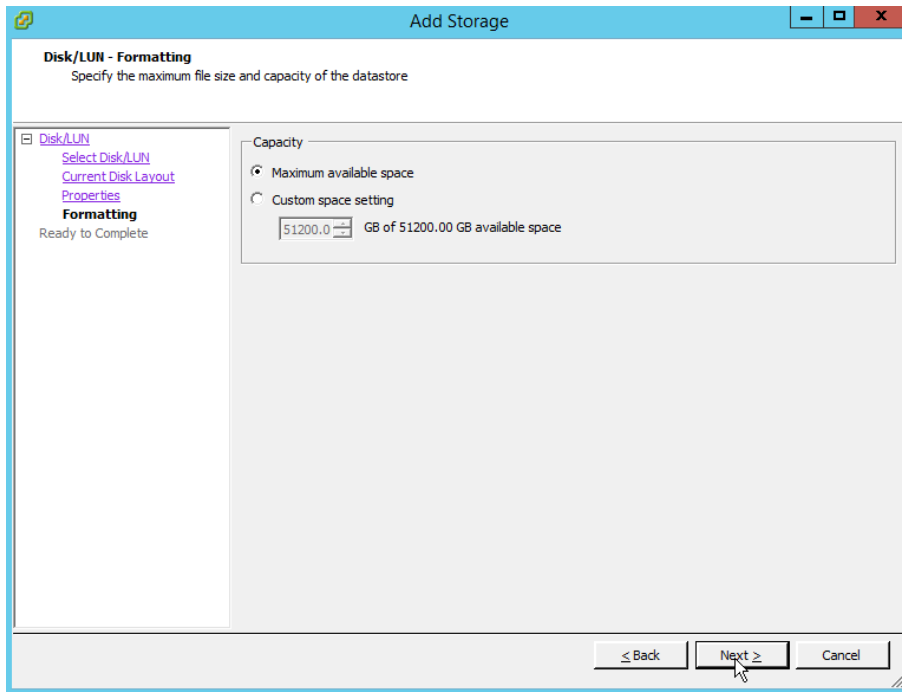 Add Storage
Disk/LUN - Formatting
Specify the maximum file size and capacity of the datastore
Disk/LUN
Select Disk/LUN
Current Disk Layout
Properties
Formatting
Ready to Complete
Capacity
Maximum available space
Custom space setting
51200.0 GB of 51200.00 GB available space
< Back Next > Cancel